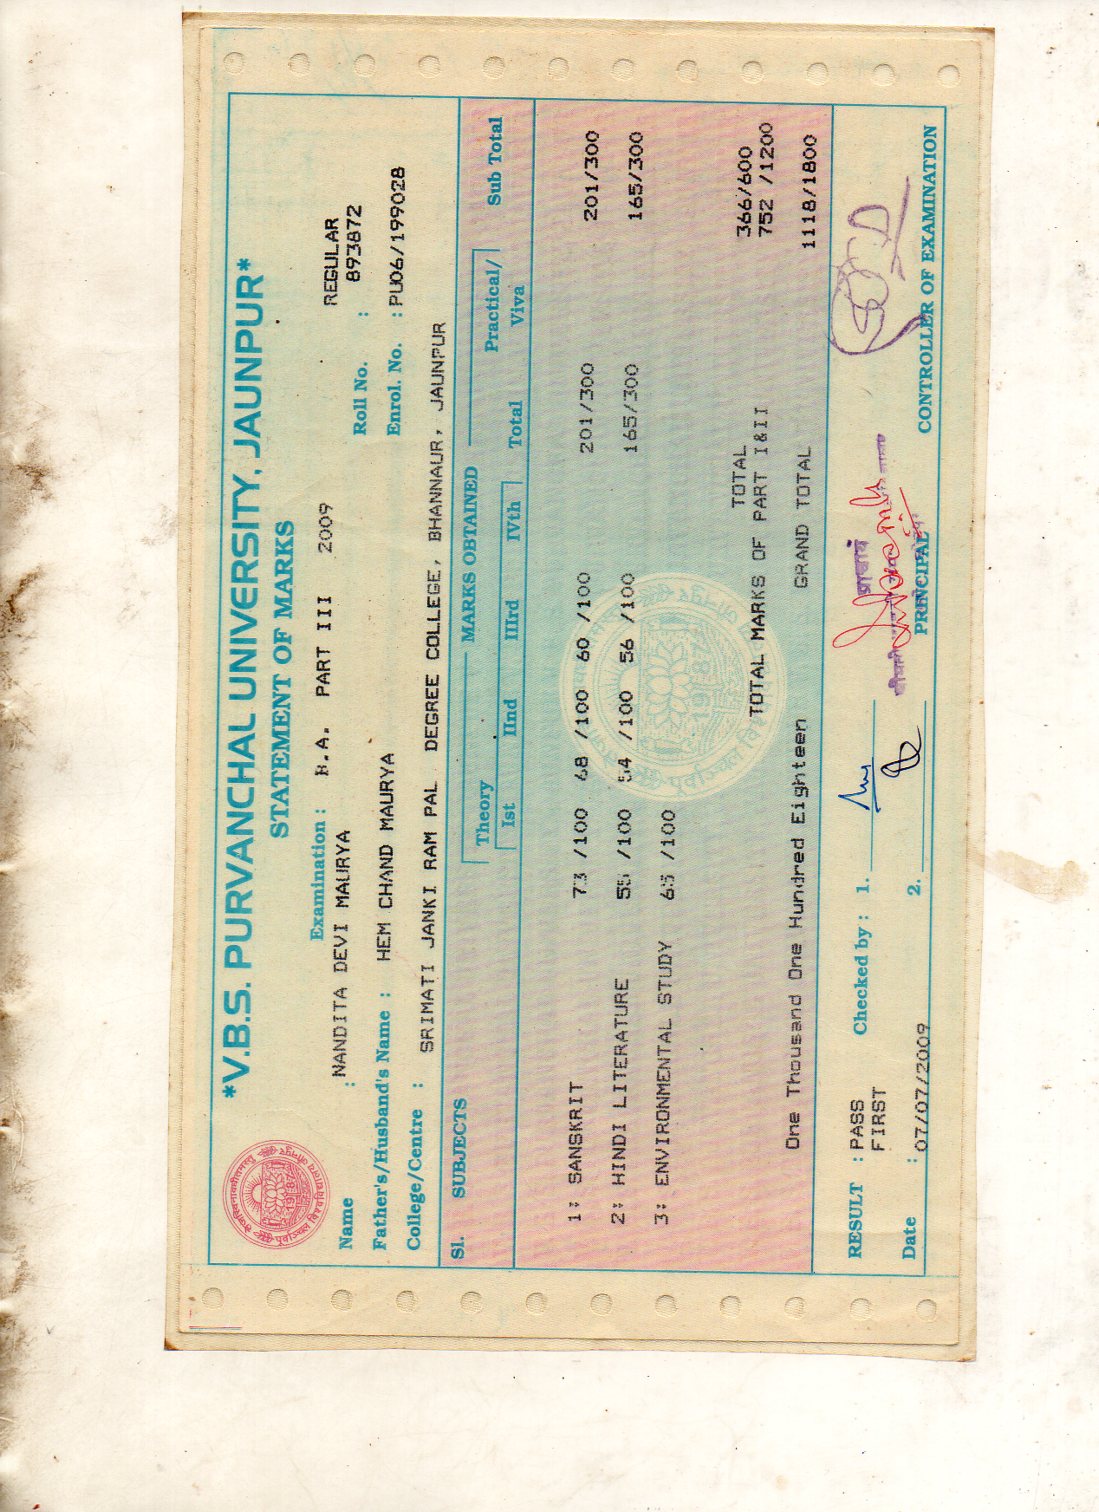 *V.B.S. PURVANCHAL UNIVERSITY, JAUNPUR*
STATEMENT OF MARKS
Examination : B.A. PART III 2009 REGULAR
Name : NANDITA DEVI MAURYA Roll No. : 893872
Father's/Husband's Name : HEM CHAND MAURYA Enrol. No. : PU06/199028
College/Centre : SRIMATI JANKI RAM PAL DEGREE COLLEGE, BHANNAUR, JAUNPUR
Sl. SUBJECTS MARKS OBTAINED Sub Total
Theory Practical/
Ist IInd IIIrd IVth Total Viva
1: SANSKRIT 73 /100 68 /100 60 /100 201/300 201/300
2: HINDI LITERATURE 55 /100 54 /100 56 /100 165/300 165/300
3: ENVIRONMENTAL STUDY 65 /100
1987
TOTAL 366/600
TOTAL MARKS OF PART I&II 752 /1200
One Thousand One Hundred Eighteen GRAND TOTAL 1118/1800
RESULT : PASS Checked by : 1.
FIRST
प्राचार्य
Date : 07/07/2009 2. PRINCIPAL CONTROLLER OF EXAMINATION